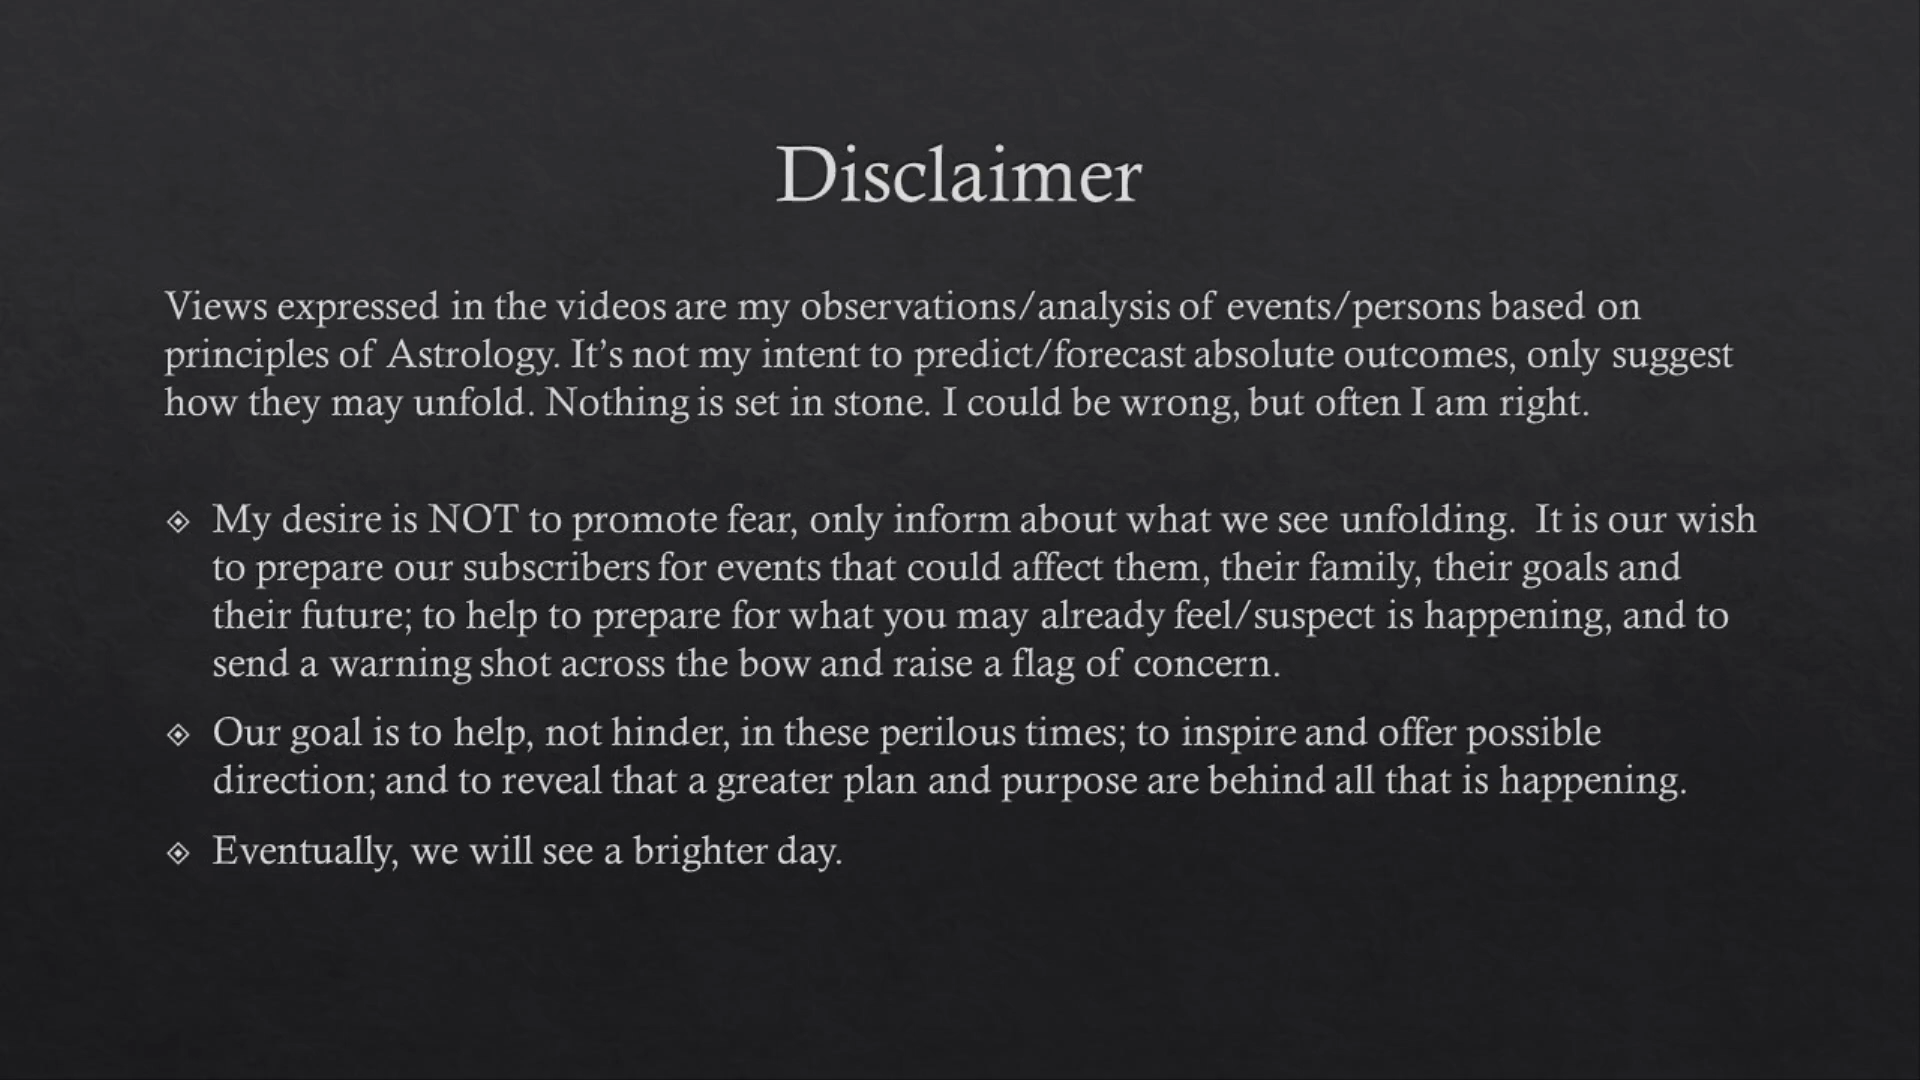 Disclaimer
Views expressed in the videos are my observations/analysis of events/persons based on
principles of Astrology. It’s not my intent to predict/forecast absolute outcomes, only suggest
how they may unfold. Nothing is set in stone. I could be wrong, but often I am right.
My desire is NOT to promote fear, only inform about what we see unfolding.  It is our wish
to prepare our subscribers for events that could affect them, their family, their goals and
their future; to help to prepare for what you may already feel/suspect is happening, and to
send a warning shot across the bow and raise a flag of concern.
Our goal is to help, not hinder, in these perilous times; to inspire and offer possible
direction; and to reveal that a greater plan and purpose are behind all that is happening.
Eventually, we will see a brighter day.